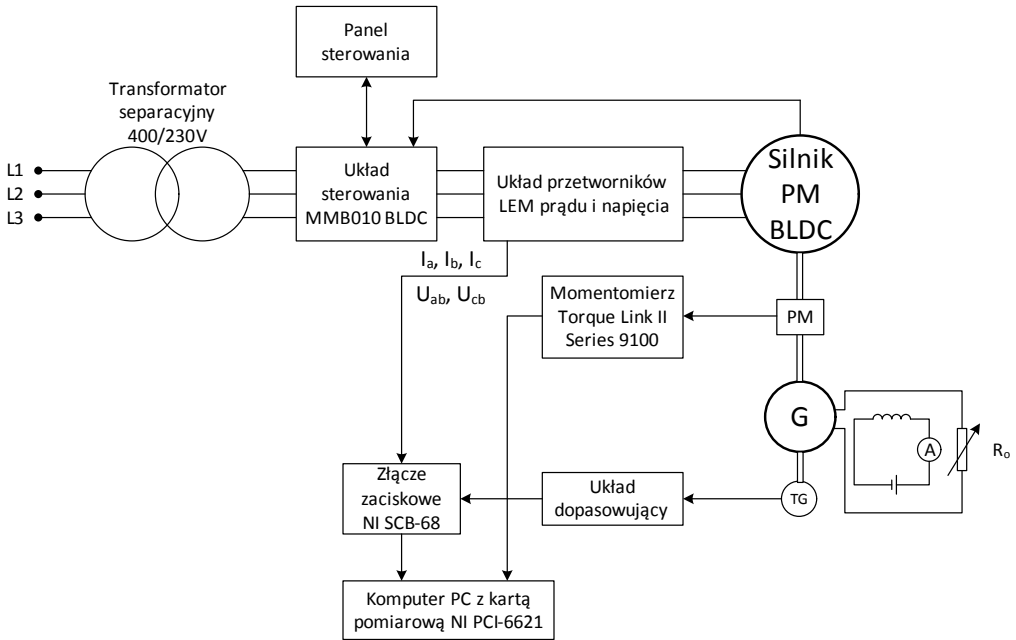 Panel
sterowania
Transformator
separacyjny
400/230V
L1
L2
L3
Układ
sterowania
MMB010 BLDC
Układ przetworników
LEM prądu i napięcia
Silnik
PM
BLDC
Ia, Ib, Ic
Uab, Ucb
Momentomierz
Torque Link II
Series 9100
PM
G
A
Ro
Złącze
zaciskowe
NI SCB-68
Układ
dopasowujący
TG
Komputer PC z kartą
pomiarową NI PCI-6621